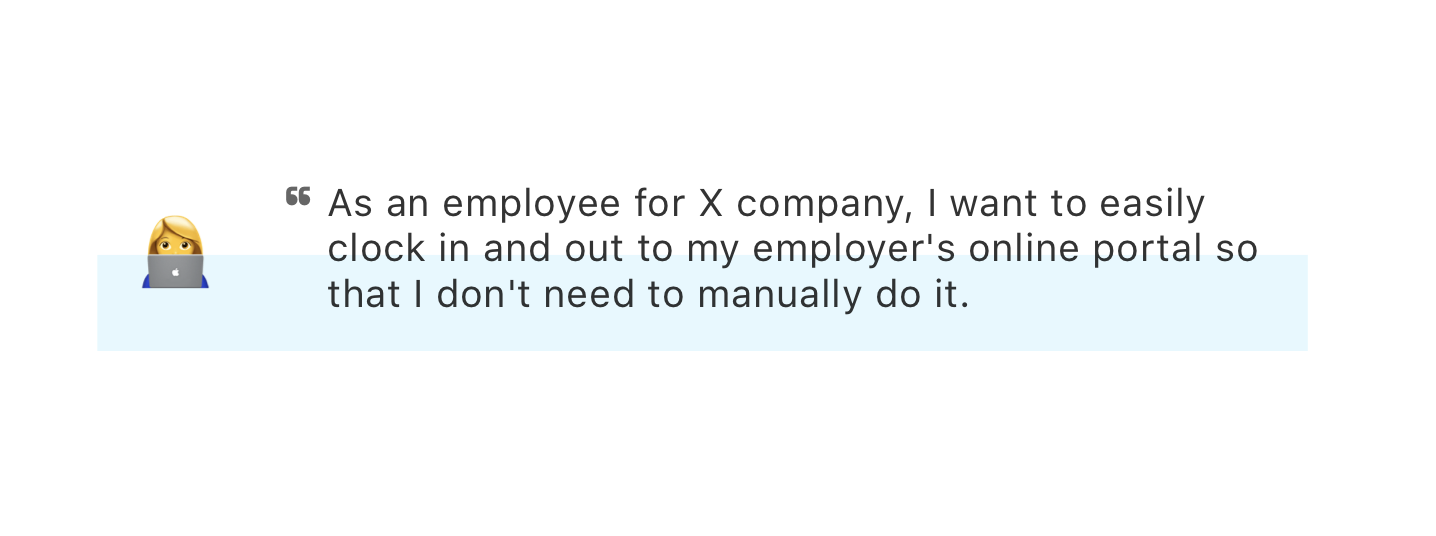 ❝ As an employee for X company, I want to easily
clock in and out to my employer's online portal so
that I don't need to manually do it.